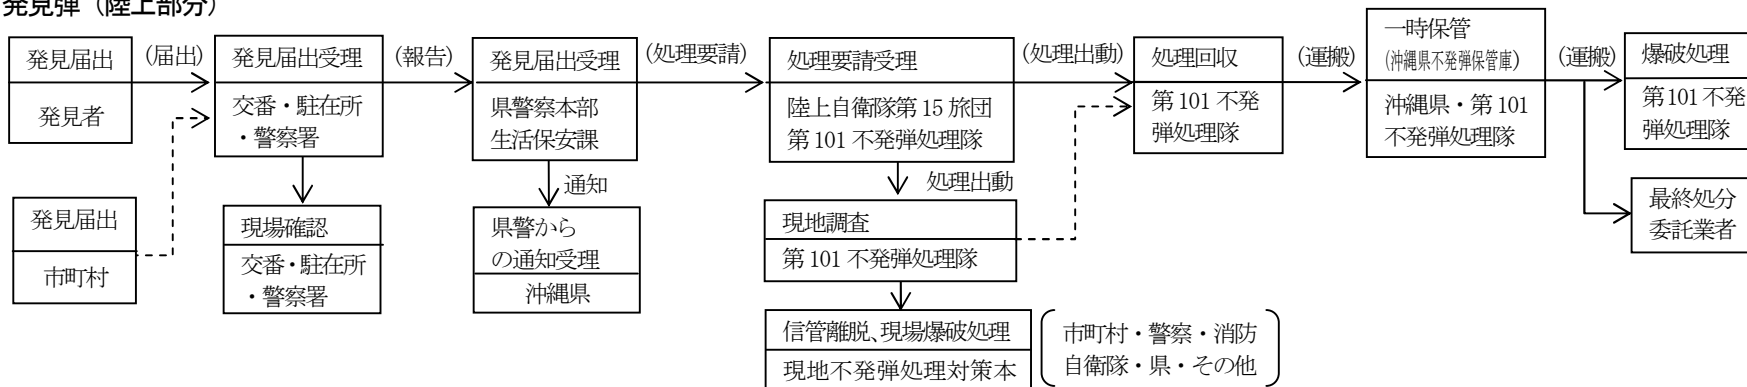 発見弾(陸上部分)
発見届出
発見者
(届出)
発見届出受理
交番・駐在所
・警察署
(報告)
発見届出受理
県警察本部
生活保安課
(処理要請)
処理要請受理
陸上自衛隊第15旅団
第101不発弾処理隊
(処理出動)
処理回収
第101不発
弾処理隊
(運搬)
一時保管
(沖縄県不発弾保管庫)
沖縄県・第101
不発弾処理隊
(運搬)
爆破処理
第101不発
弾処理隊
通知
処理出動
発見届出
市町村
現場確認
交番・駐在所
・警察署
県警から
の通知受理
沖縄県
現地調査
第101不発弾処理隊
最終処分
委託業者
信管離脱、現場爆破処理
現地不発弾処理対策本
市町村・警察・消防
自衛隊・県・その他